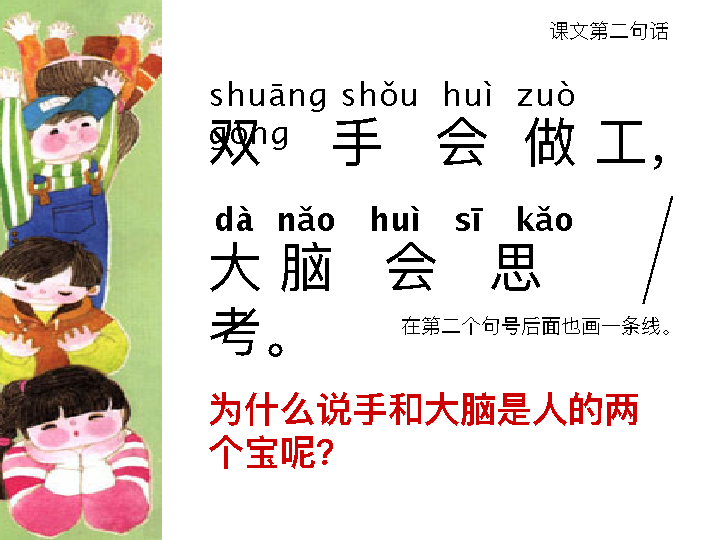 课文第二句话
shuāng shǒu huì zuò
gōng
双 手 会 做 工，
dà nǎo huì sī kǎo
大 脑 会 思
考。
在第二个句号后面也画一条线。
为什么说手和大脑是人的两
个宝呢？